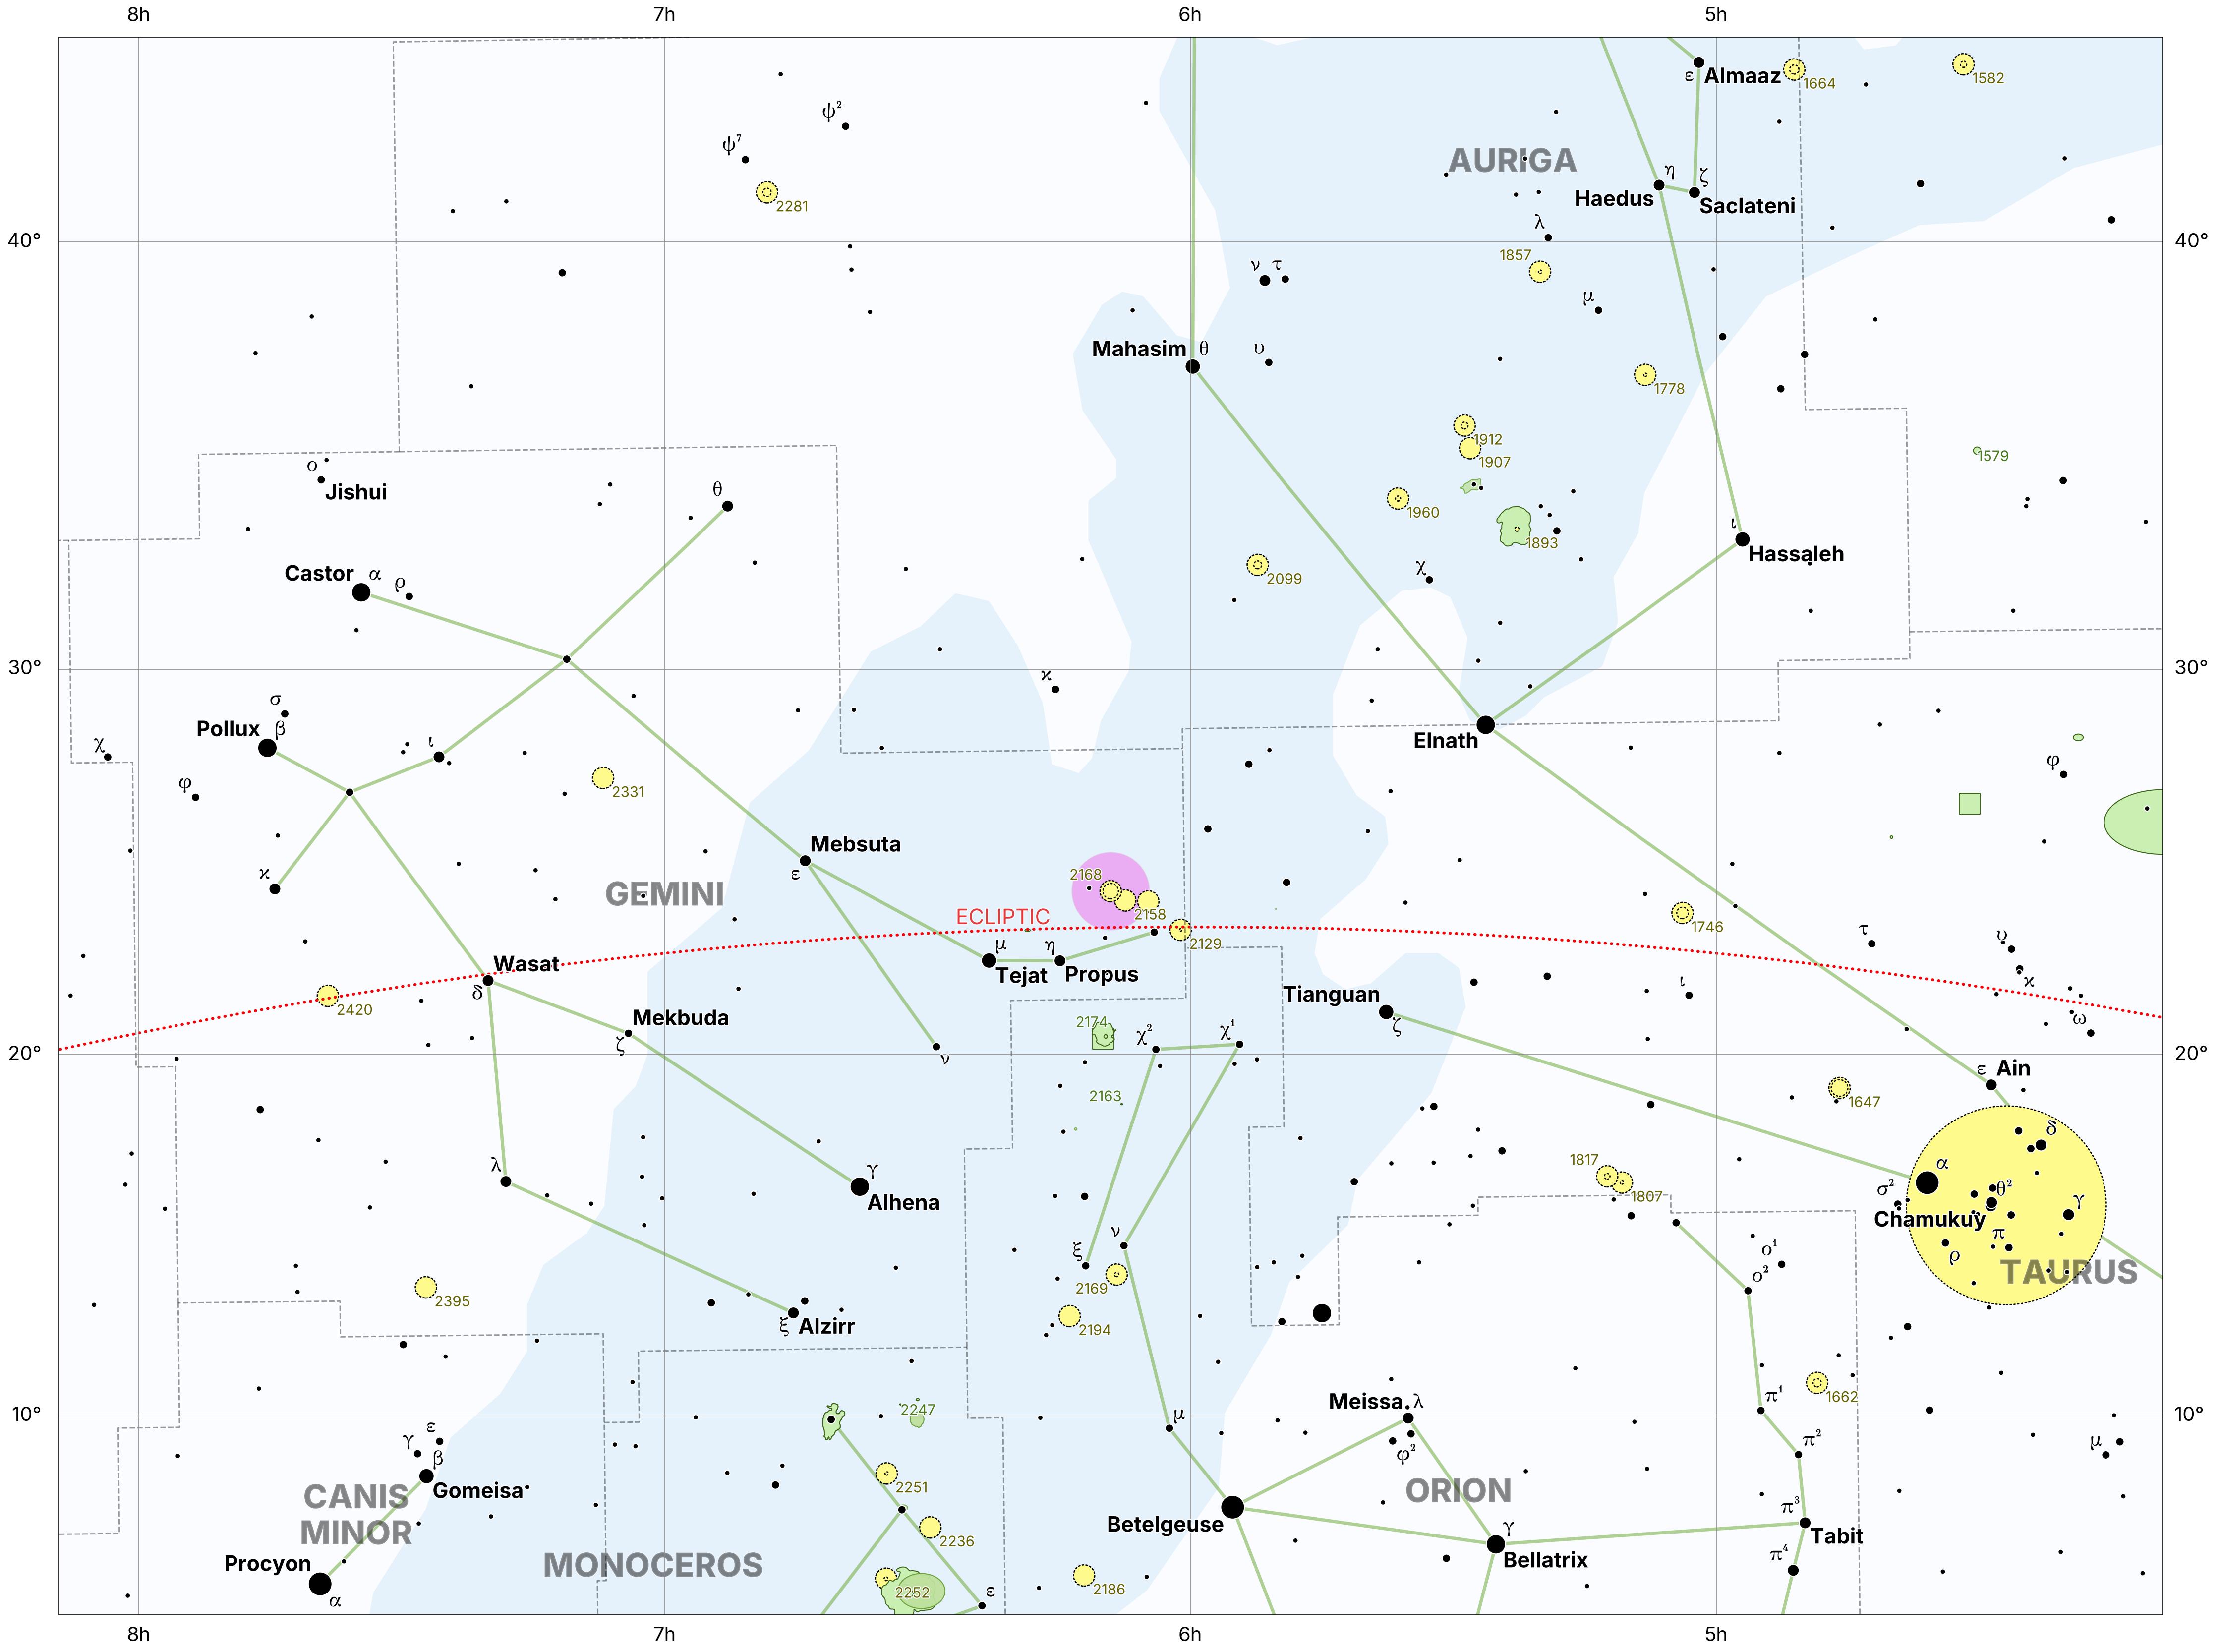 8h 7h 6h 5h
ε Almaaz 1664 1582
ψ²
ψ⁷
AURIGA
2281
η ζ
Haedus Saclateni
λ
40° 40°
1857
ν τ
μ
Mahasim θ υ
1778
1912
1907
1579
ο
Jishui
θ
1960
1893
ι
Hassaleh
Castor α ρ
χ
2099
30° 30°
ϰ
σ
Pollux β
Elnath
χ ι
φ
φ
2331
Mebsuta
ε
ϰ
GEMINI
2168
2158
ECLIPTIC
1746
2129
μ η
Tejat Propus
τ υ
ϰ
Wasat
δ
Tianguan
ζ
ι
2420
Mekbuda
ζ
2174
χ² χ¹
ω
20° 20°
ν
ε Ain
2163
1647
δ
λ
γ
Alhena
1817
1807
α
σ² θ² γ
Chamukuy
π
ν
ξ
ρ
ο¹
ο²
TAURUS
2169
2395
2194
ξ Alzirr
1662
Meissa λ
π¹
10° 10°
2247
μ
φ²
π²
μ
ε
γ
β
Gomeisa
2251
CANIS
MINOR
ORION
π³
Tabit
Betelgeuse
γ
Bellatrix
2236
MONOCEROS
π⁴
Procyon
α
2252
2186
ε
8h 7h 6h 5h